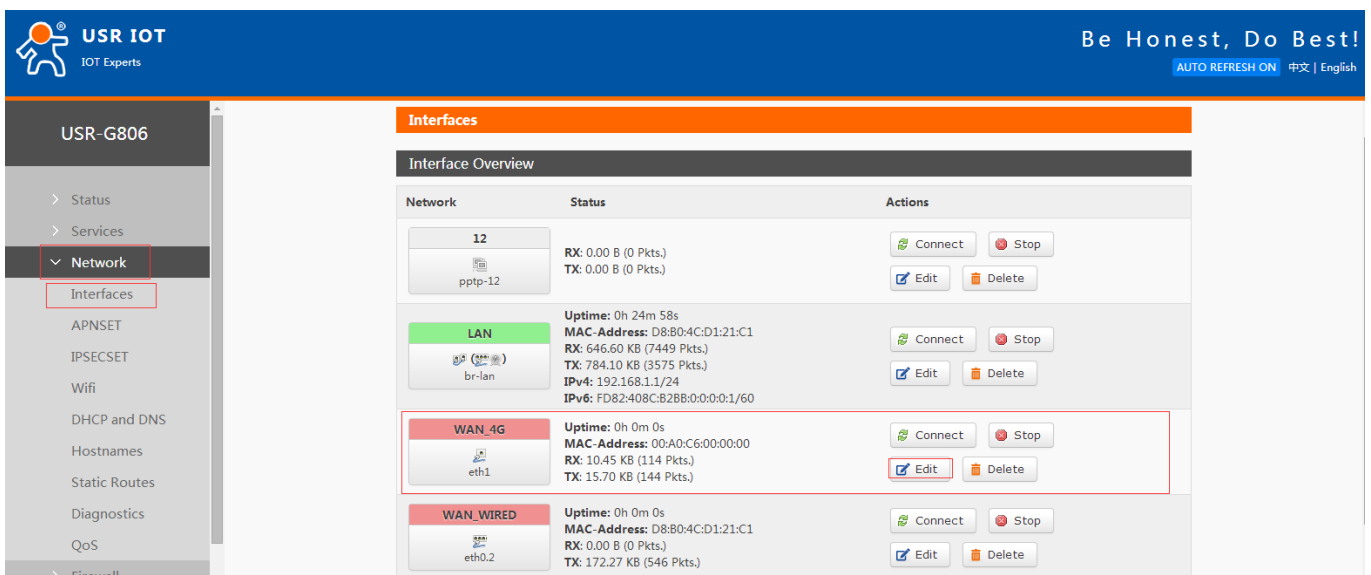 USR IOT
IOT Experts
Be Honest, Do Best!
AUTO REFRESH ON 中文 | English
USR-G806
Status
Services
Network
Interfaces
APNSET
IPSECSET
Wifi
DHCP and DNS
Hostnames
Static Routes
Diagnostics
QoS
Firewall
Interfaces
Interface Overview
Network Status Actions
12
pptp-12
RX: 0.00 B (0 Pkts.)
TX: 0.00 B (0 Pkts.)
Connect Stop
Edit Delete
LAN
br-lan
Uptime: 0h 24m 58s
MAC-Address: D8:B0:4C:D1:21:C1
RX: 646.60 KB (7449 Pkts.)
TX: 784.10 KB (3575 Pkts.)
IPv4: 192.168.1.1/24
IPv6: FD82:408C:B2BB:0:0:0:0:1/60
Connect Stop
Edit Delete
WAN_4G
eth1
Uptime: 0h 0m 0s
MAC-Address: 00:A0:C6:00:00:00
RX: 10.45 KB (114 Pkts.)
TX: 15.70 KB (144 Pkts.)
Connect Stop
Edit Delete
WAN_WIRED
eth0.2
Uptime: 0h 0m 0s
MAC-Address: D8:B0:4C:D1:21:C1
RX: 0.00 B (0 Pkts.)
TX: 172.27 KB (546 Pkts.)
Connect Stop
Edit Delete